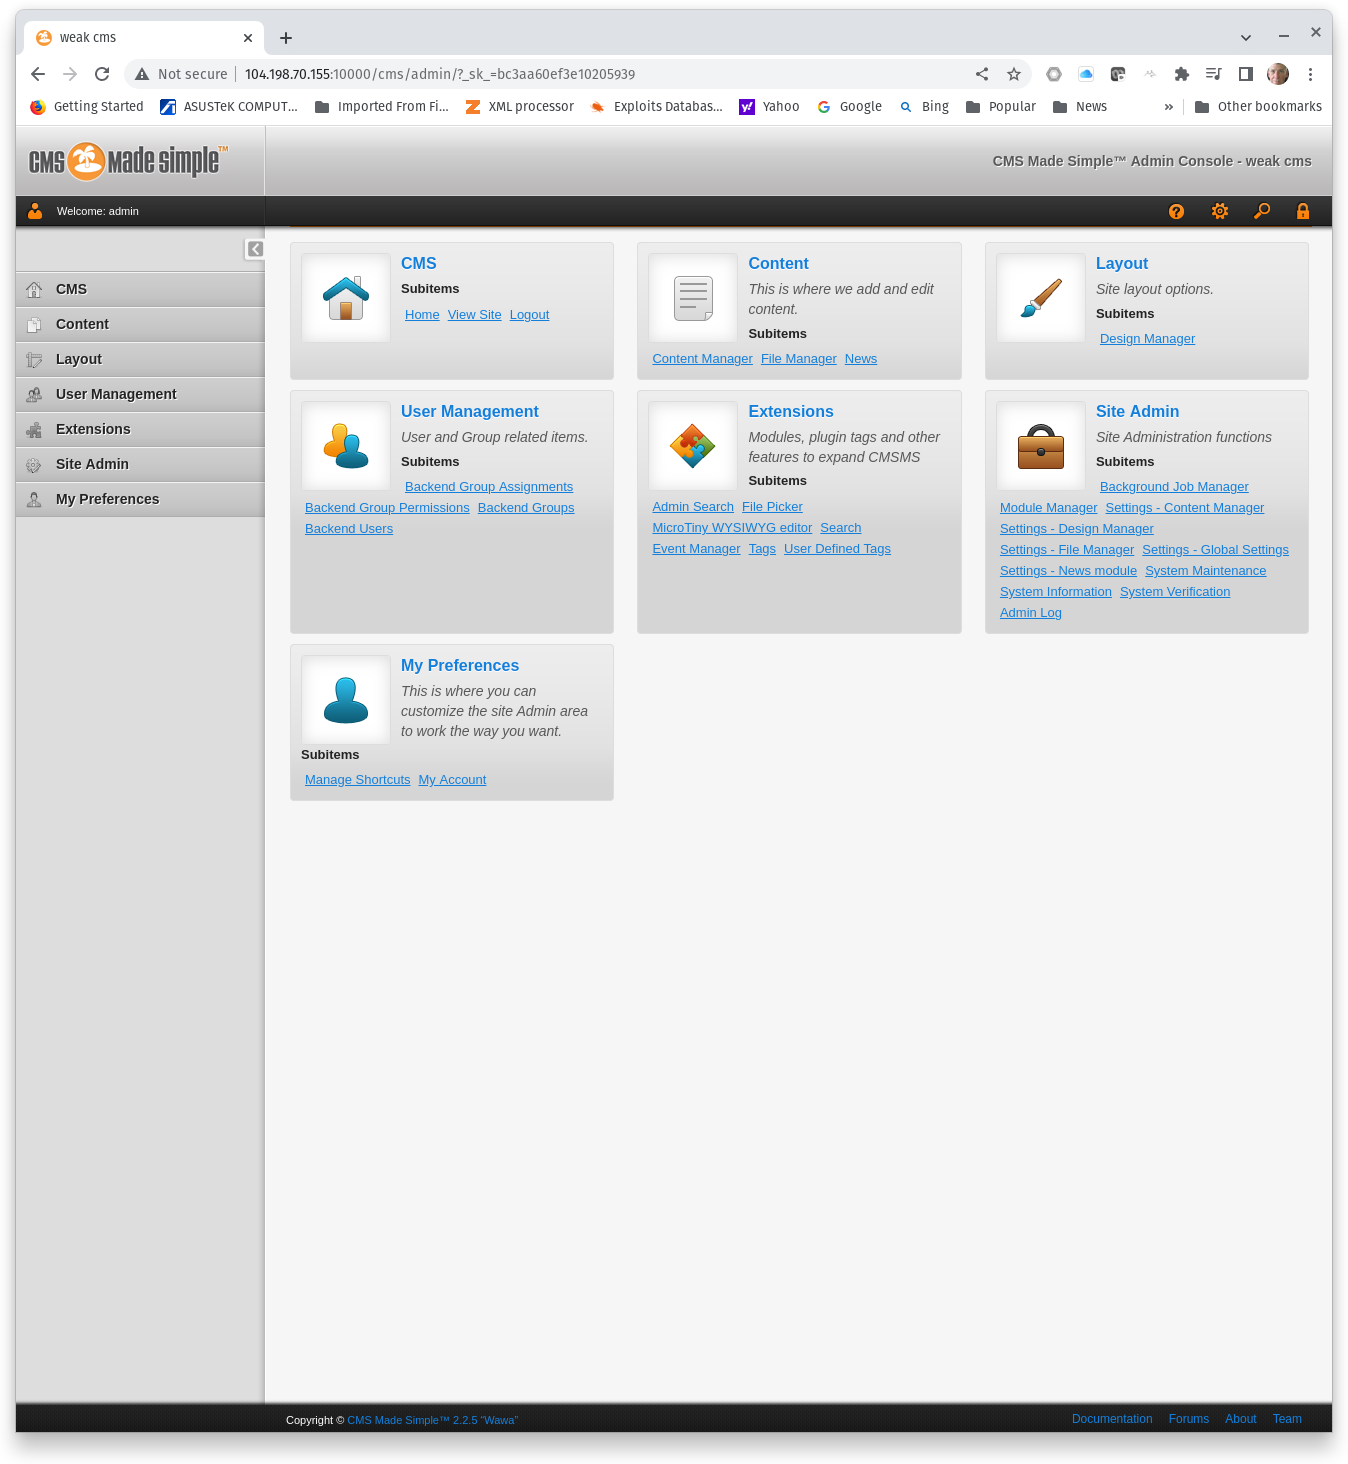 weak cms
Not secure 104.198.70.155:10000/cms/admin/?_sk_=bc3aa60ef3e10205939
Getting Started ASUSTeK COMPUT... Imported From Fi... XML processor Exploits Databas... Yahoo Google Bing Popular News » Other bookmarks
CMS Made Simple™
CMS Made Simple™ Admin Console - weak cms
Welcome: admin
CMS
Content
Layout
User Management
Extensions
Site Admin
My Preferences
CMS
Subitems
Home View Site Logout
Content
This is where we add and edit
content.
Subitems
Content Manager File Manager News
Layout
Site layout options.
Subitems
Design Manager
User Management
User and Group related items.
Subitems
Backend Group Assignments
Backend Group Permissions Backend Groups
Backend Users
Extensions
Modules, plugin tags and other
features to expand CMSMS
Subitems
Admin Search File Picker
MicroTiny WYSIWYG editor Search
Event Manager Tags User Defined Tags
Site Admin
Site Administration functions
Subitems
Background Job Manager
Module Manager Settings - Content Manager
Settings - Design Manager
Settings - File Manager Settings - Global Settings
Settings - News module System Maintenance
System Information System Verification
Admin Log
My Preferences
This is where you can
customize the site Admin area
to work the way you want.
Subitems
Manage Shortcuts My Account
Copyright © CMS Made Simple™ 2.2.5 “Wawa”
Documentation Forums About Team